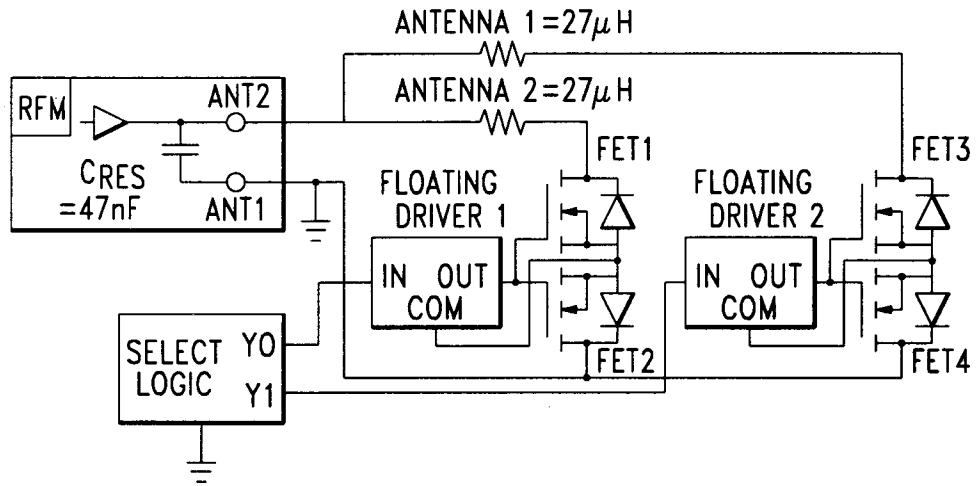 ANTENNA 1=27μH
ANTENNA 2=27μH
RFM
ANT2
CRES
=47nF
ANT1
FET1
FET3
FLOATING
DRIVER 1
FLOATING
DRIVER 2
IN OUT
COM
IN OUT
COM
SELECT
LOGIC
Y0
Y1
FET2
FET4